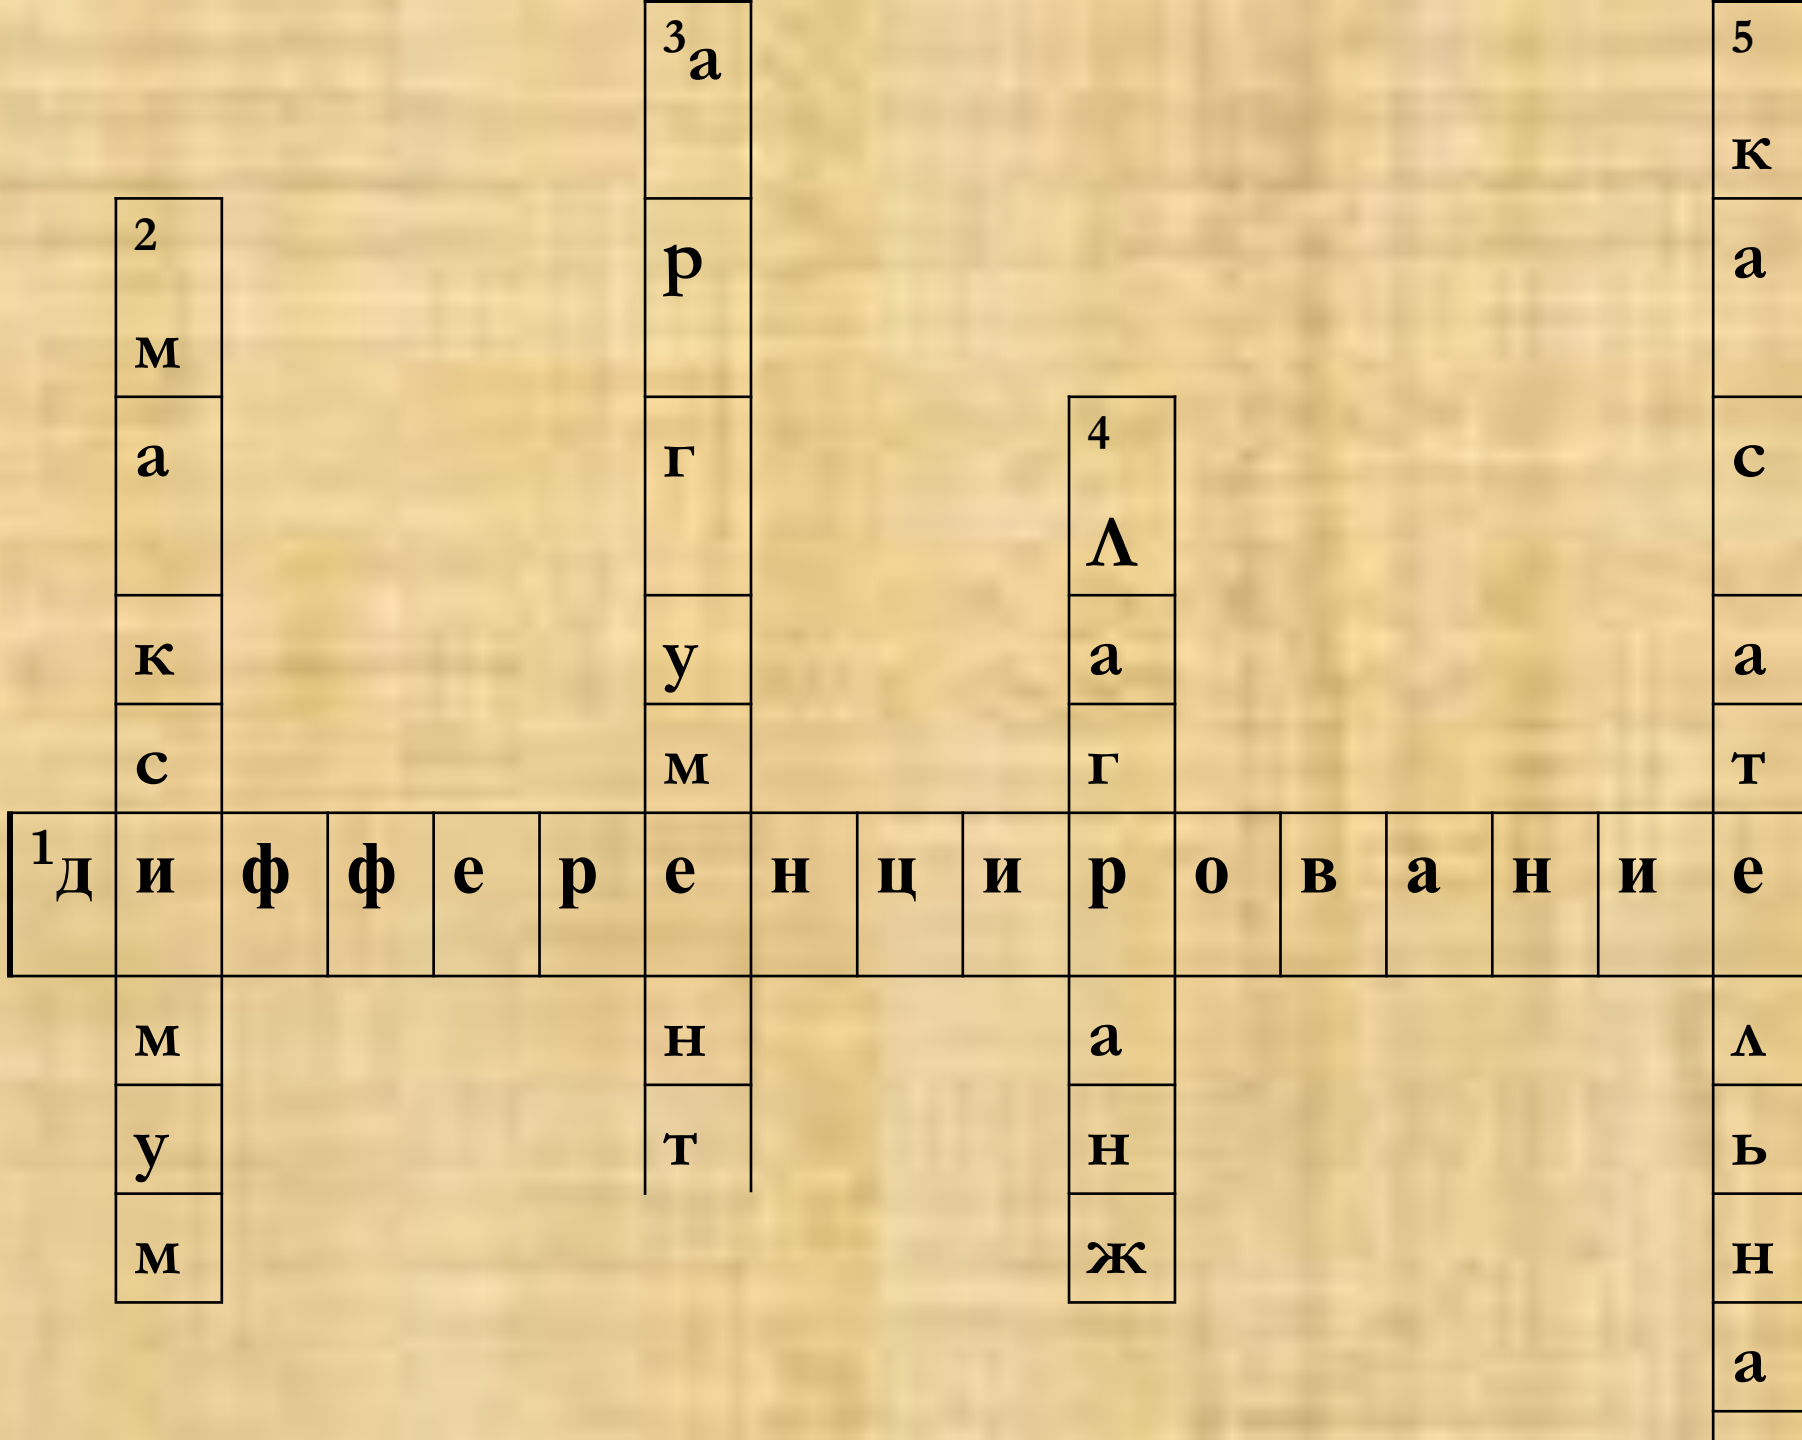 2 максимум
3 аргумент
4 Лагранж
5 касательна
1 дифференцирование